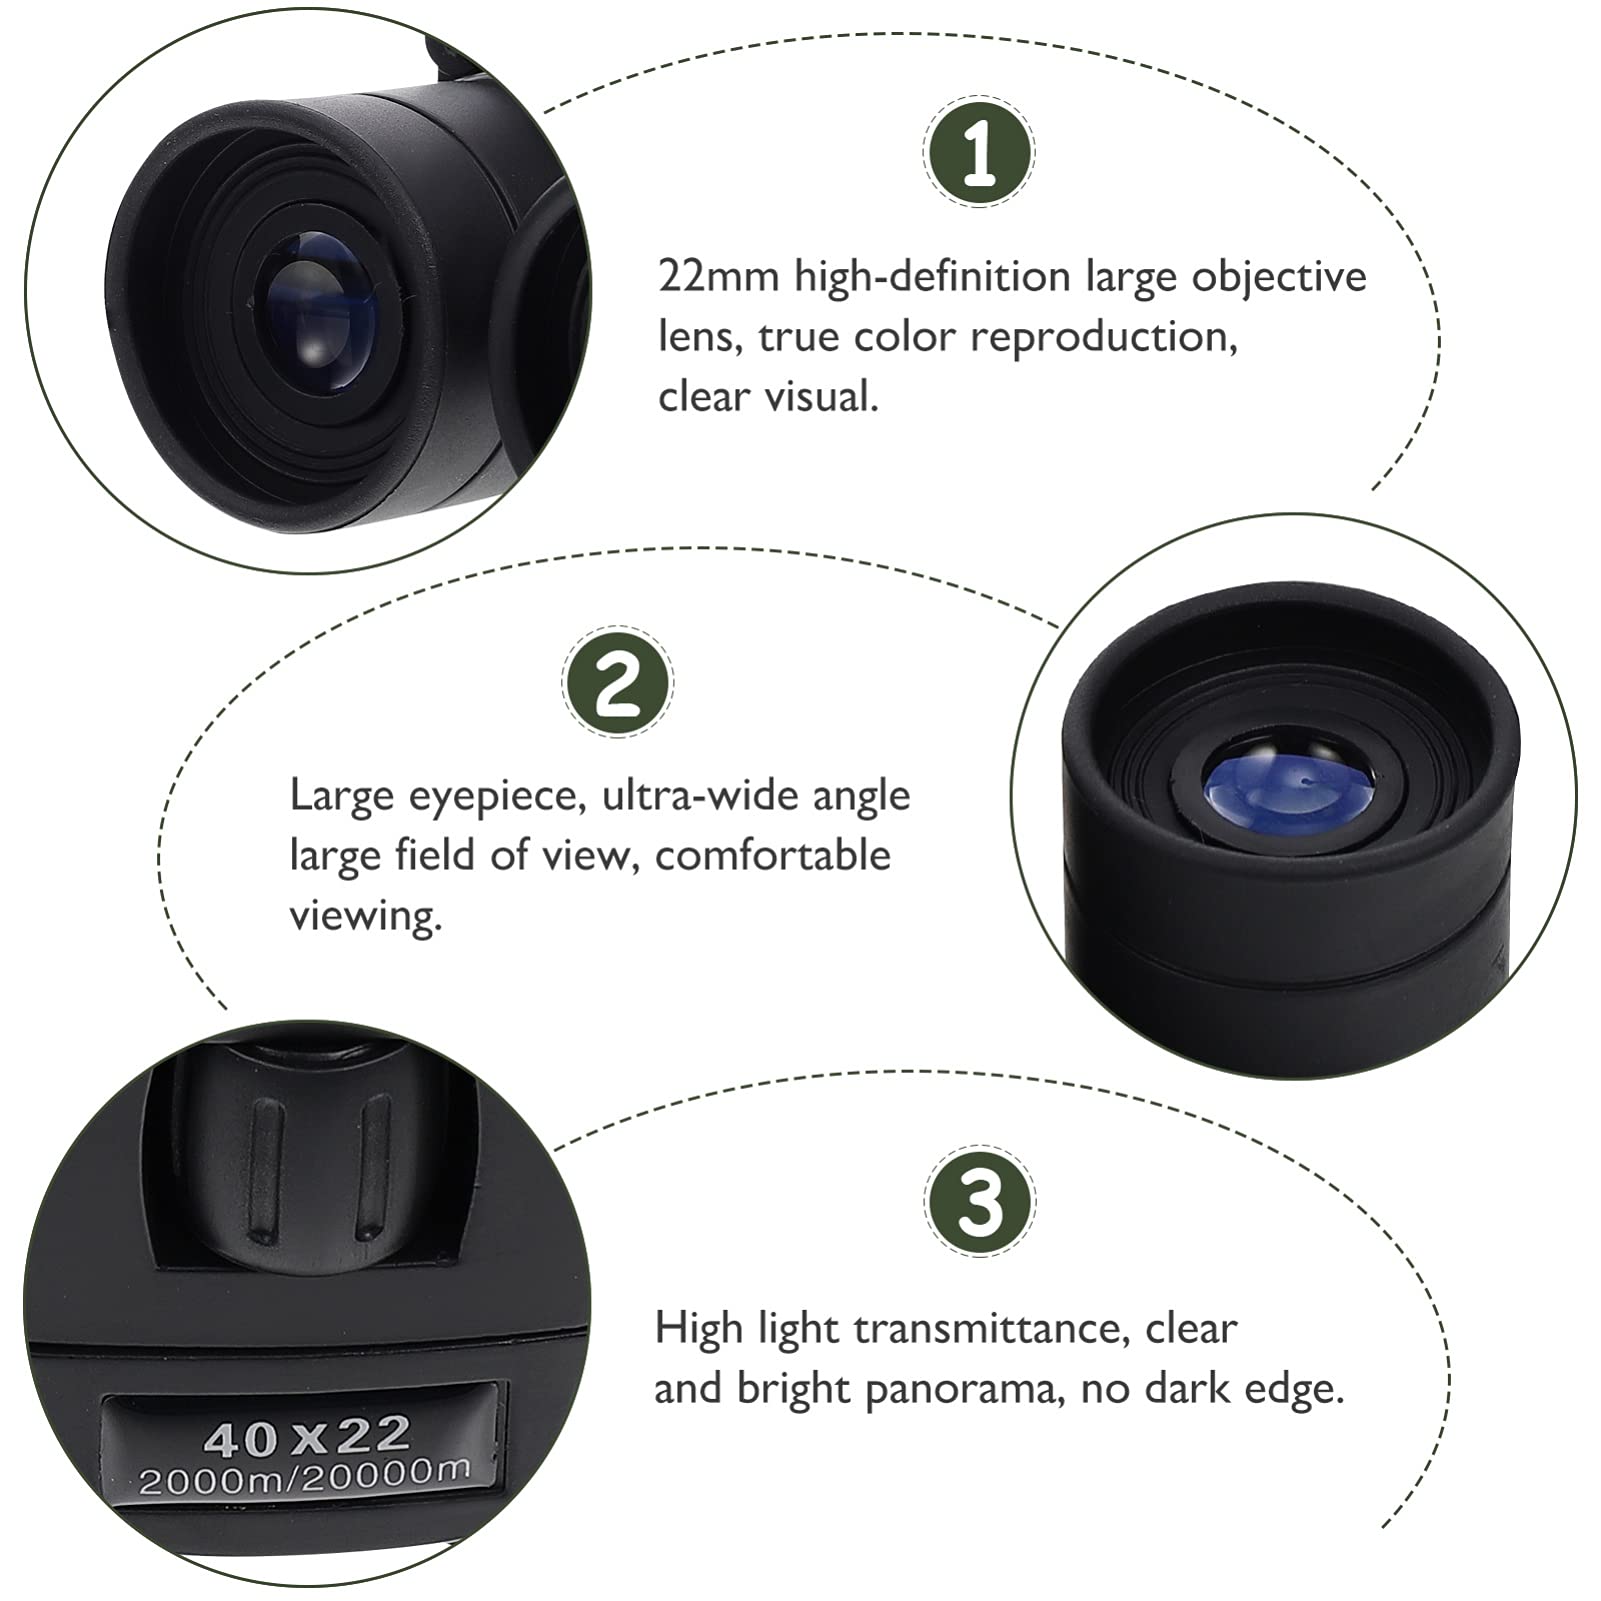 1
22mm high-definition large objective
lens, true color reproduction,
clear visual.
2
Large eyepiece, ultra-wide angle
large field of view, comfortable
viewing.
3
High light transmittance, clear
and bright panorama, no dark edge.
40x22
2000m/20000m